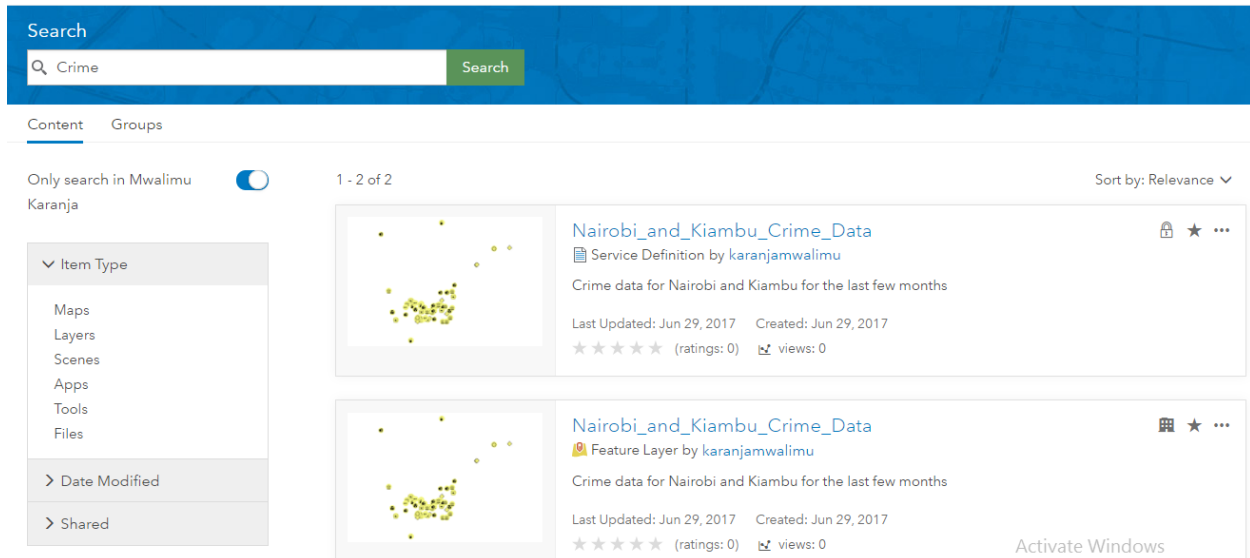 Search
Crime
Search
Content Groups
Only search in Mwalimu
Karanja
1 - 2 of 2
Sort by: Relevance
Item Type
Maps
Layers
Scenes
Apps
Tools
Files
Date Modified
Shared
Nairobi_and_Kiambu_Crime_Data
Service Definition by karanjamwalimu
Crime data for Nairobi and Kiambu for the last few months
Last Updated: Jun 29, 2017 Created: Jun 29, 2017
(ratings: 0) views: 0
Nairobi_and_Kiambu_Crime_Data
Feature Layer by karanjamwalimu
Crime data for Nairobi and Kiambu for the last few months
Last Updated: Jun 29, 2017 Created: Jun 29, 2017
(ratings: 0) views: 0
Activate Windows